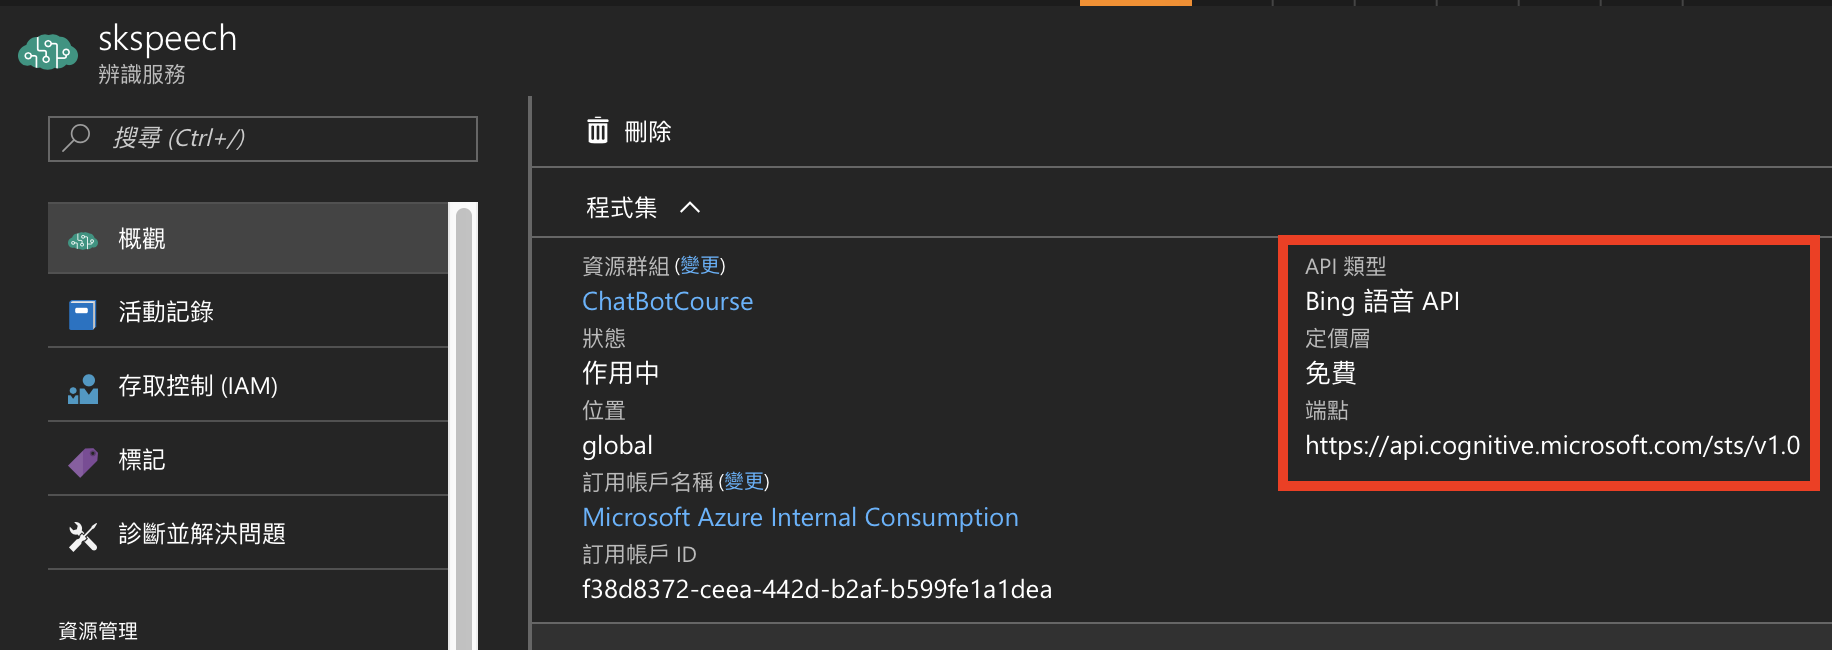 skspeech
辨識服務
搜尋 (Ctrl+/)
概觀
活動記錄
存取控制 (IAM)
標記
診斷並解決問題
資源管理
刪除
程式集
資源群組 (變更)
ChatBotCourse
狀態
作用中
位置
global
訂用帳戶名稱 (變更)
Microsoft Azure Internal Consumption
訂用帳戶 ID
f38d8372-ceea-442d-b2af-b599fe1a1dea
API 類型
Bing 語音 API
定價層
免費
端點
https://api.cognitive.microsoft.com/sts/v1.0